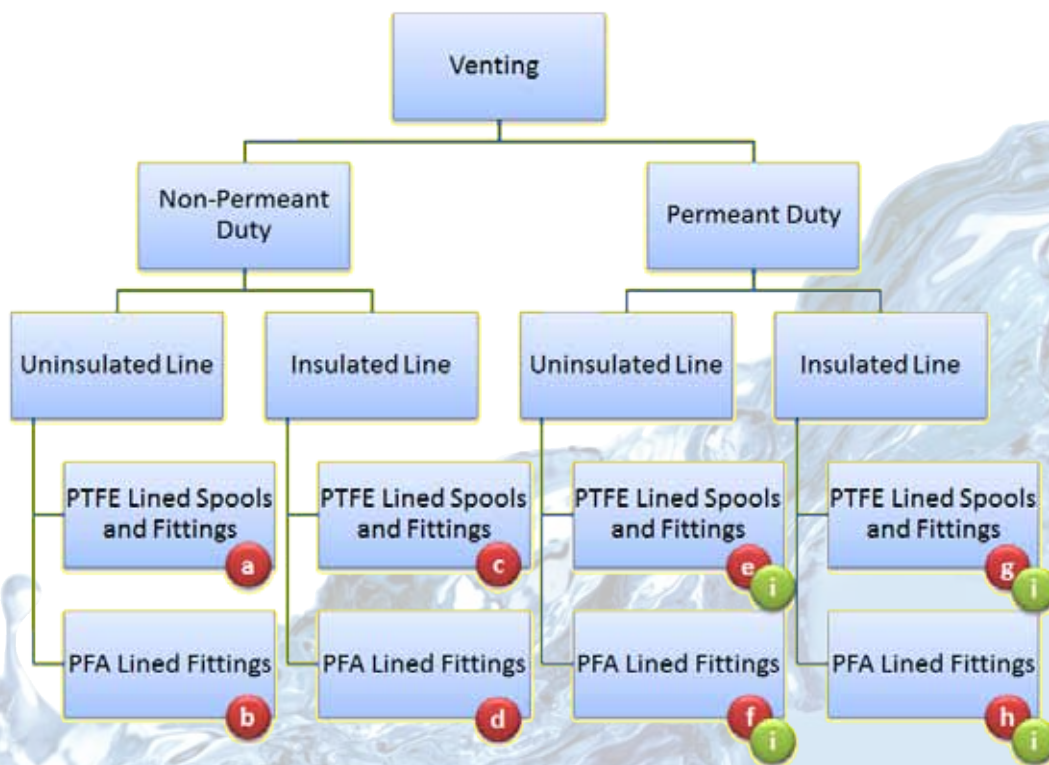 Venting
Non-Permeant
Duty
Permeant Duty
Uninsulated Line
Insulated Line
Uninsulated Line
Insulated Line
PTFE Lined Spools
and Fittings
a
PTFE Lined Spools
and Fittings
c
PTFE Lined Spools
and Fittings
e
i
PTFE Lined Spools
and Fittings
g
i
PFA Lined Fittings
b
PFA Lined Fittings
d
PFA Lined Fittings
f
i
PFA Lined Fittings
h
i